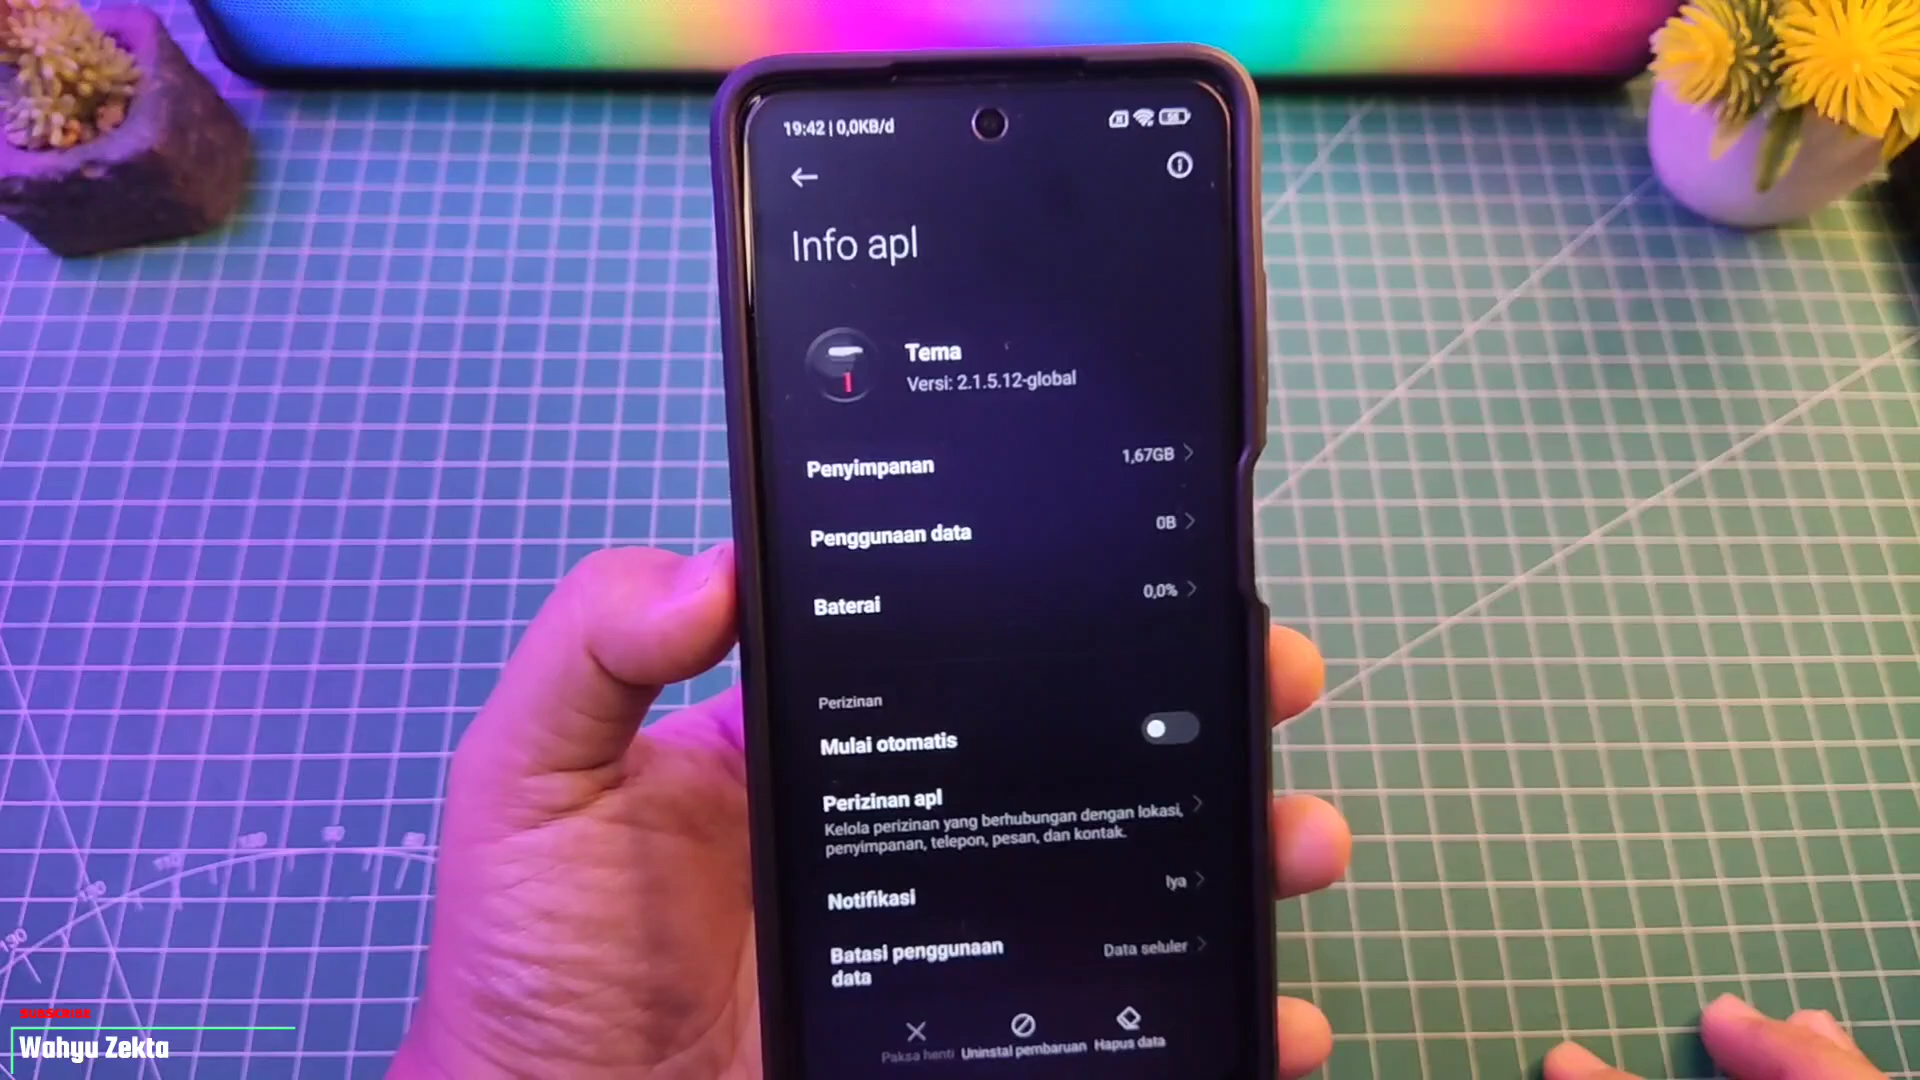 19:42 | 0,0KB/d
Info apl
Tema
Versi: 2.1.5.12-global
Penyimpanan
1,67GB
Penggunaan data
0B
Baterai
0,0%
Perizinan
Mulai otomatis
Perizinan apl
Kelola perizinan yang berhubungan dengan lokasi,
penyimpanan, telepon, pesan, dan kontak.
Notifikasi
Iya
Batasi penggunaan
data
Data seluler
Paksa henti
Uninstal pembaruan
Hapus data
SUBSCRIBE
Wahyu Zekta